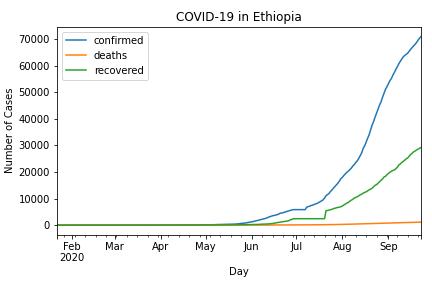 COVID-19 in Ethiopia
confirmed
deaths
recovered
70000
60000
50000
40000
30000
20000
10000
0
Number of Cases
Feb Mar Apr May Jun Jul Aug Sep
2020
Day